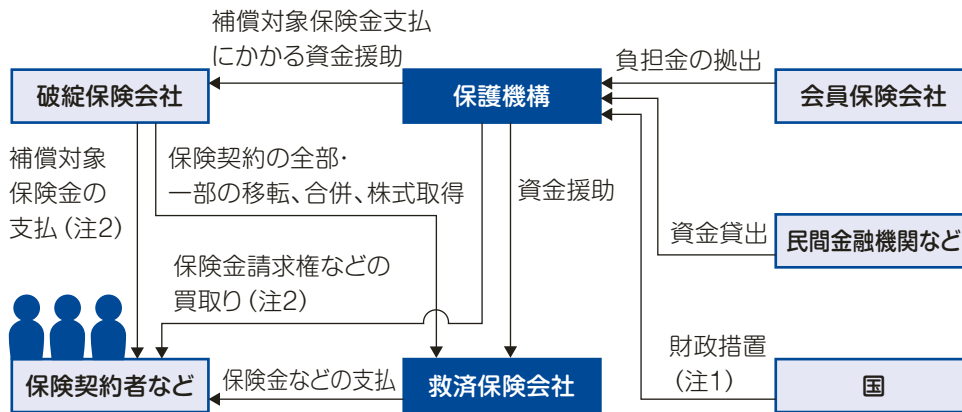 補償対象保険金支払
にかかる資金援助
負担金の拠出
破綻保険会社
保護機構
会員保険会社
補償対象
保険金の
支払(注2)
保険契約の全部・
一部の移転、合併、株式取得
資金援助
資金貸出
民間金融機関など
保険金請求権などの
買取り(注2)
財政措置
(注1)
保険契約者など
保険金などの支払
救済保険会社
国